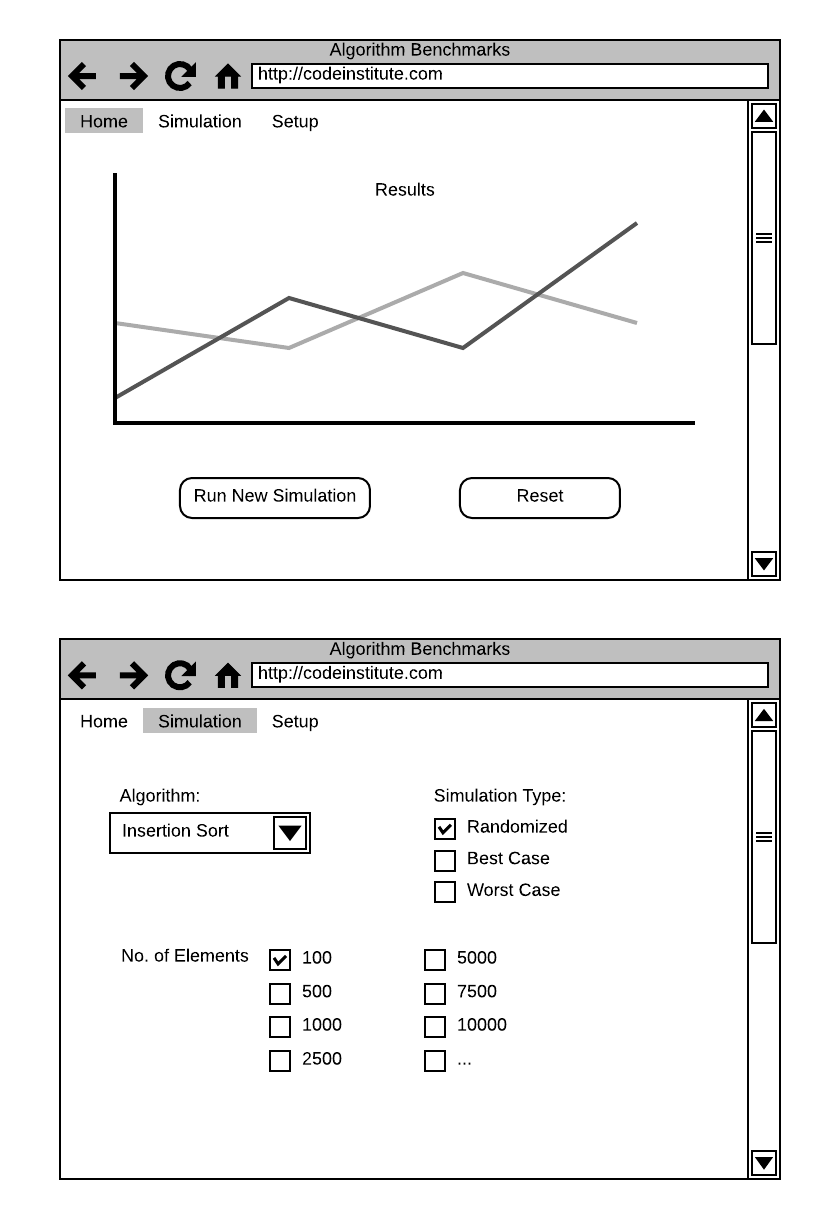 Algorithm Benchmarks
http://codeinstitute.com
Home Simulation Setup
Results
Run New Simulation Reset
Algorithm Benchmarks
http://codeinstitute.com
Home Simulation Setup
Algorithm: Simulation Type:
Insertion Sort Randomized
Best Case
Worst Case
No. of Elements 100 5000
500 7500
1000 10000
2500 ...